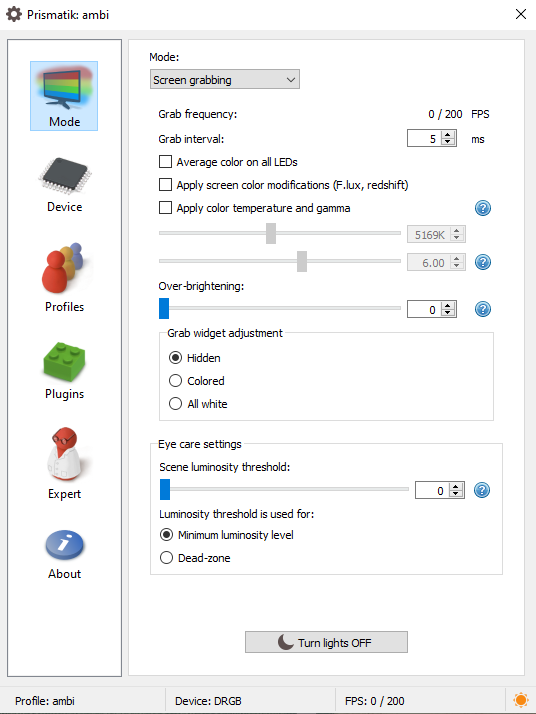 Prismatik: ambi
Mode
Device
Profiles
Plugins
Expert
About
Mode:
Screen grabbing
Grab frequency: 0 / 200 FPS
Grab interval: 5 ms
Average color on all LEDs
Apply screen color modifications (F.lux, redshift)
Apply color temperature and gamma ?
5169K
6.00 ?
Over-brightening:
0 ?
Grab widget adjustment
Hidden
Colored
All white
Eye care settings
Scene luminosity threshold:
0 ?
Luminosity threshold is used for:
Minimum luminosity level
Dead-zone
Turn lights OFF
Profile: ambi Device: DRGB FPS: 0 / 200